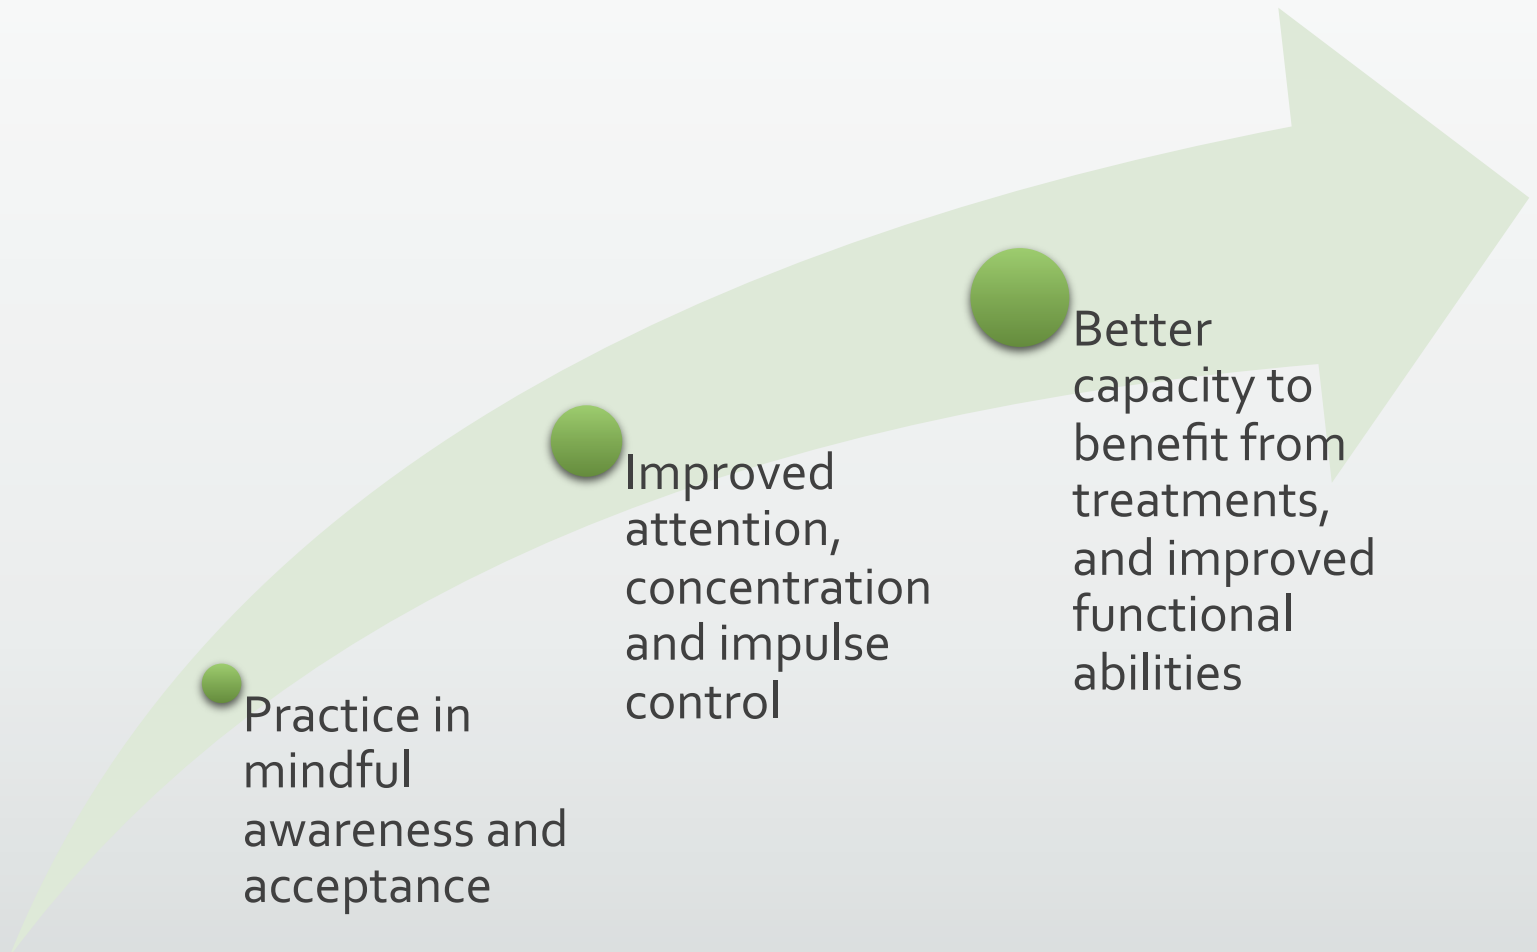 Practice in
mindful
awareness and
acceptance
Improved
attention,
concentration
and impulse
control
Better
capacity to
benefit from
treatments,
and improved
functional
abilities